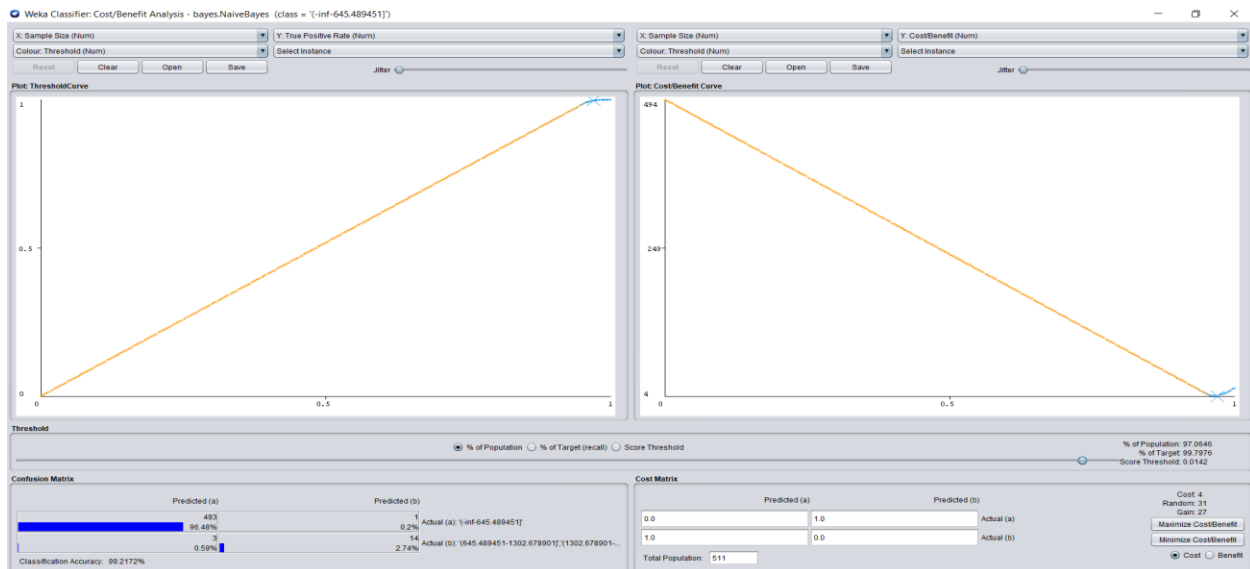 Weka Classifier: Cost/Benefit Analysis - bayes.NaiveBayes (class = '(-inf-645.489451]')
X: Sample Size (Num) Y: True Positive Rate (Num) X: Sample Size (Num) Y: Cost/Benefit (Num)
Colour: Threshold (Num) Select Instance Colour: Threshold (Num) Select Instance
Reset Clear Open Save Jitter Reset Clear Open Save Jitter
Plot: ThresholdCurve Plot: Cost/Benefit Curve
1 494
0.5 249
0 4
0 0.5 1 0 0.5 1
Threshold
% of Population % of Target (recall) Score Threshold
% of Population: 97.0646
% of Target: 99.7976
Score Threshold: 0.0142
Confusion Matrix Cost Matrix
Predicted (a) Predicted (b) Predicted (a) Predicted (b)
493 1 Actual (a): '(-inf-645.489451]'
96.48% 0.2%
3 14 Actual (b): '(645.489451-1302.678901]','(1302.678901-...
0.59% 2.74%
Classification Accuracy: 99.2172%
0.0 1.0 Actual (a)
1.0 0.0 Actual (b)
Total Population: 511
Cost: 4
Random: 31
Gain: 27
Maximize Cost/Benefit
Minimize Cost/Benefit
Cost Benefit